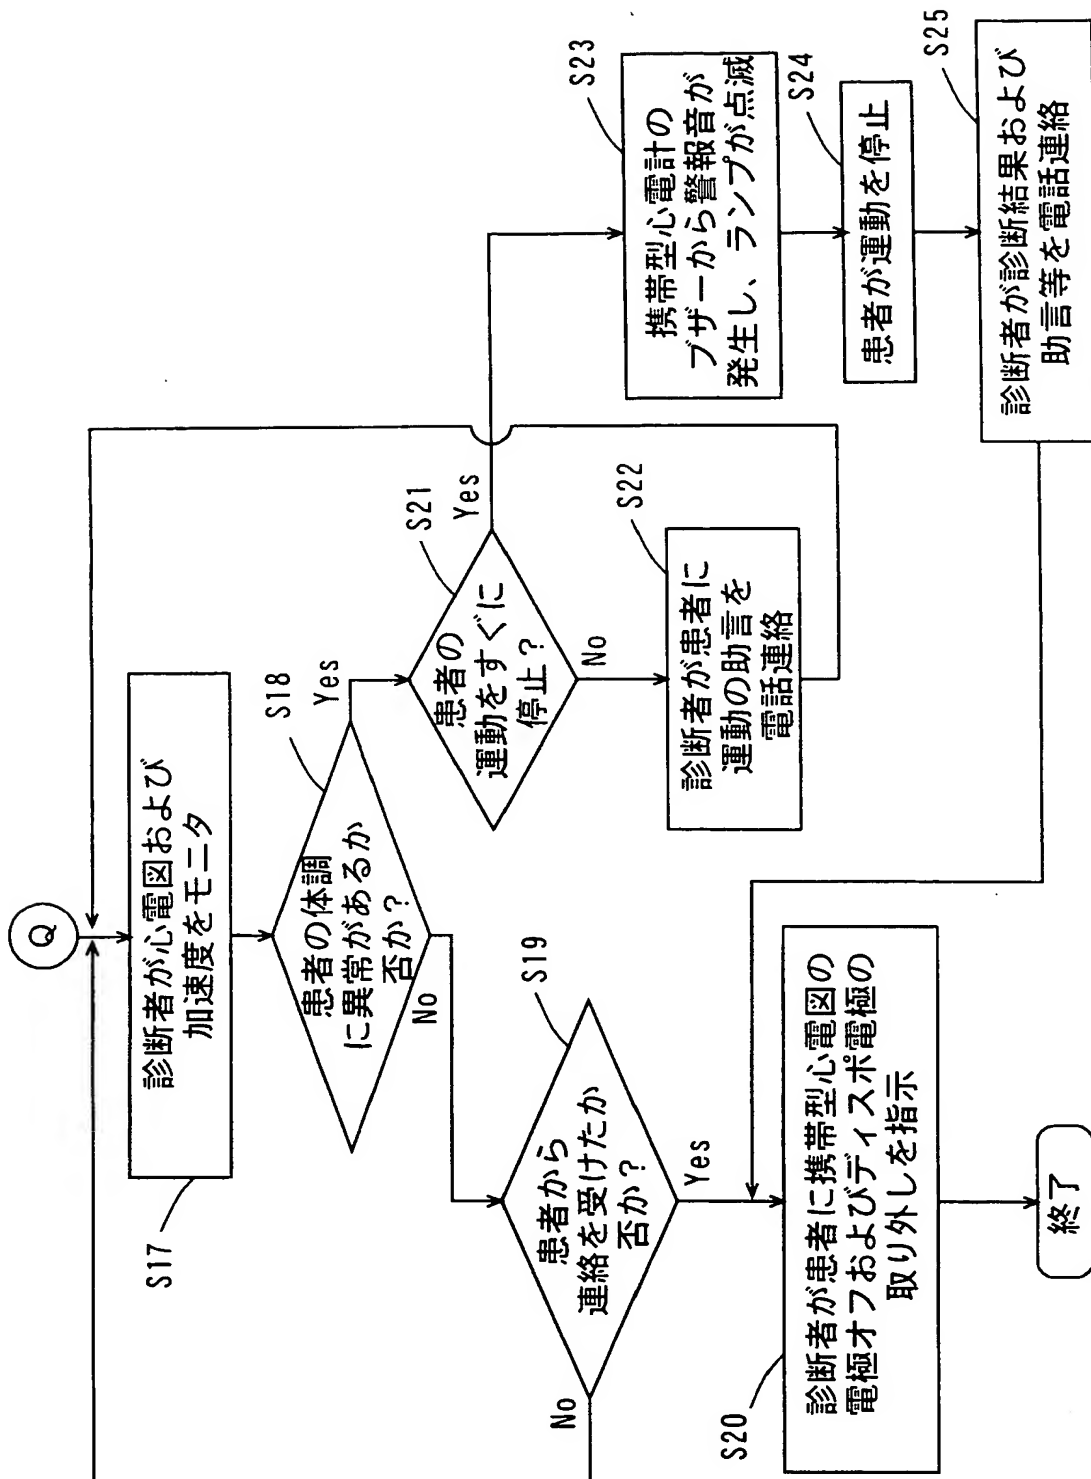 Q
S17
診断者が心電図および
加速度をモニタ
S18
患者の体調
に異常があるか
否か?
Yes
No
S19
患者から
連絡を受けたか
否か?
No
Yes
S20
診断者が患者に携帯型心電図の
電極オフおよびディスポ電極の
取り外しを指示
終了
S21
患者の
運動をすぐに
停止?
Yes
No
S22
診断者が患者に
運動の助言を
電話連絡
S23
携帯型心電計の
ブザーから警報音が
発生し、ランプが点滅
S24
患者が運動を停止
S25
診断者が診断結果および
助言等を電話連絡